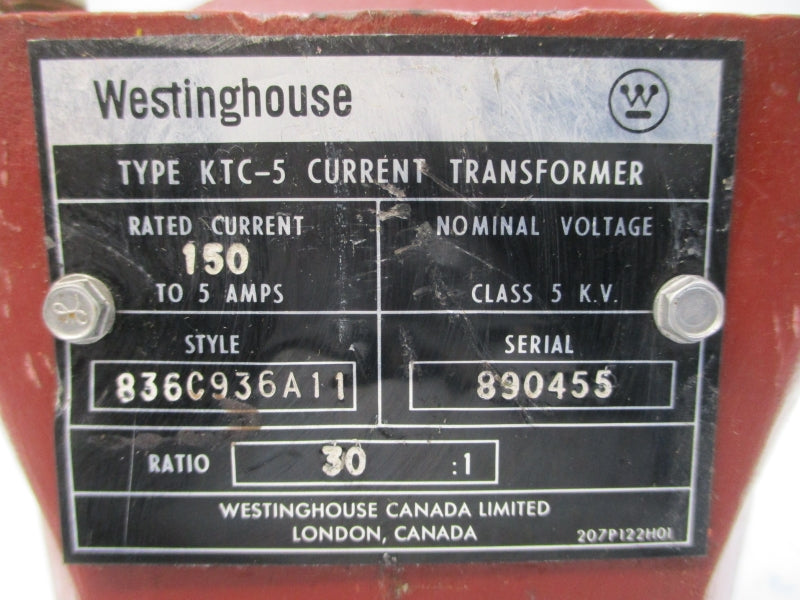 Westinghouse
W
TYPE KTC-5 CURRENT TRANSFORMER
RATED CURRENT
150
TO 5 AMPS
NOMINAL VOLTAGE
CLASS 5 K.V.
STYLE
836C936A11
SERIAL
890455
RATIO 30 :1
WESTINGHOUSE CANADA LIMITED
LONDON, CANADA
207P122H01